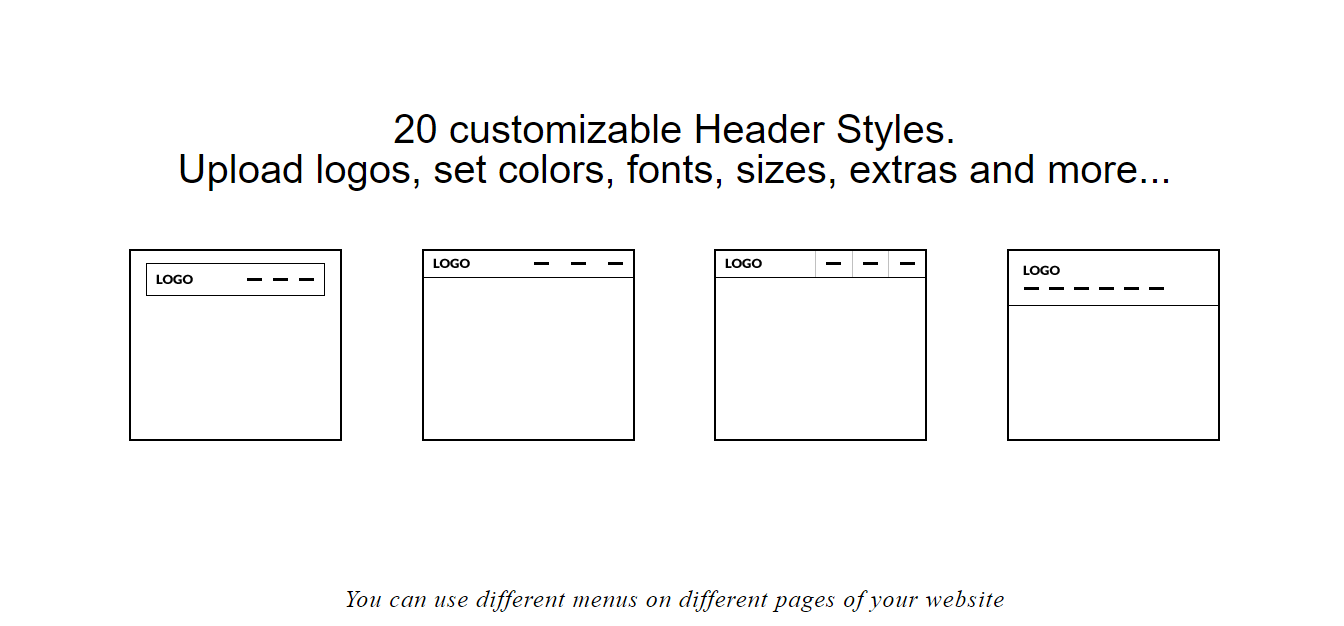 20 customizable Header Styles.
Upload logos, set colors, fonts, sizes, extras and more...
LOGO
LOGO
LOGO
LOGO
You can use different menus on different pages of your website